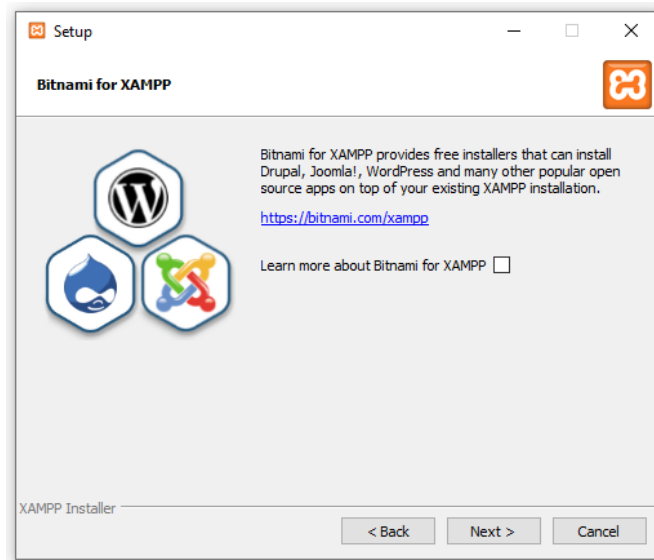 Setup
Bitnami for XAMPP
Bitnami for XAMPP provides free installers that can install
Drupal, Joomla!, WordPress and many other popular open
source apps on top of your existing XAMPP installation.
https://bitnami.com/xampp
Learn more about Bitnami for XAMPP
XAMPP Installer
< Back Next > Cancel